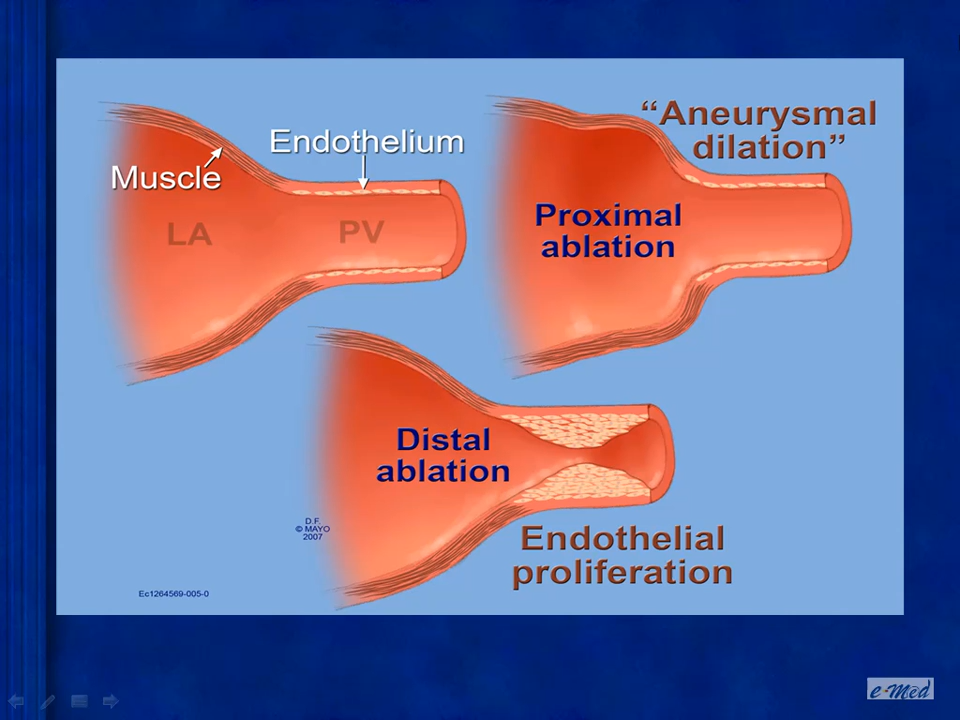 Endothelium
Muscle
LA
PV
“Aneurysmal
dilation”
Proximal
ablation
Distal
ablation
Endothelial
proliferation
D.F.
© MAYO
2007
Ec1264569-005-0
e-Med